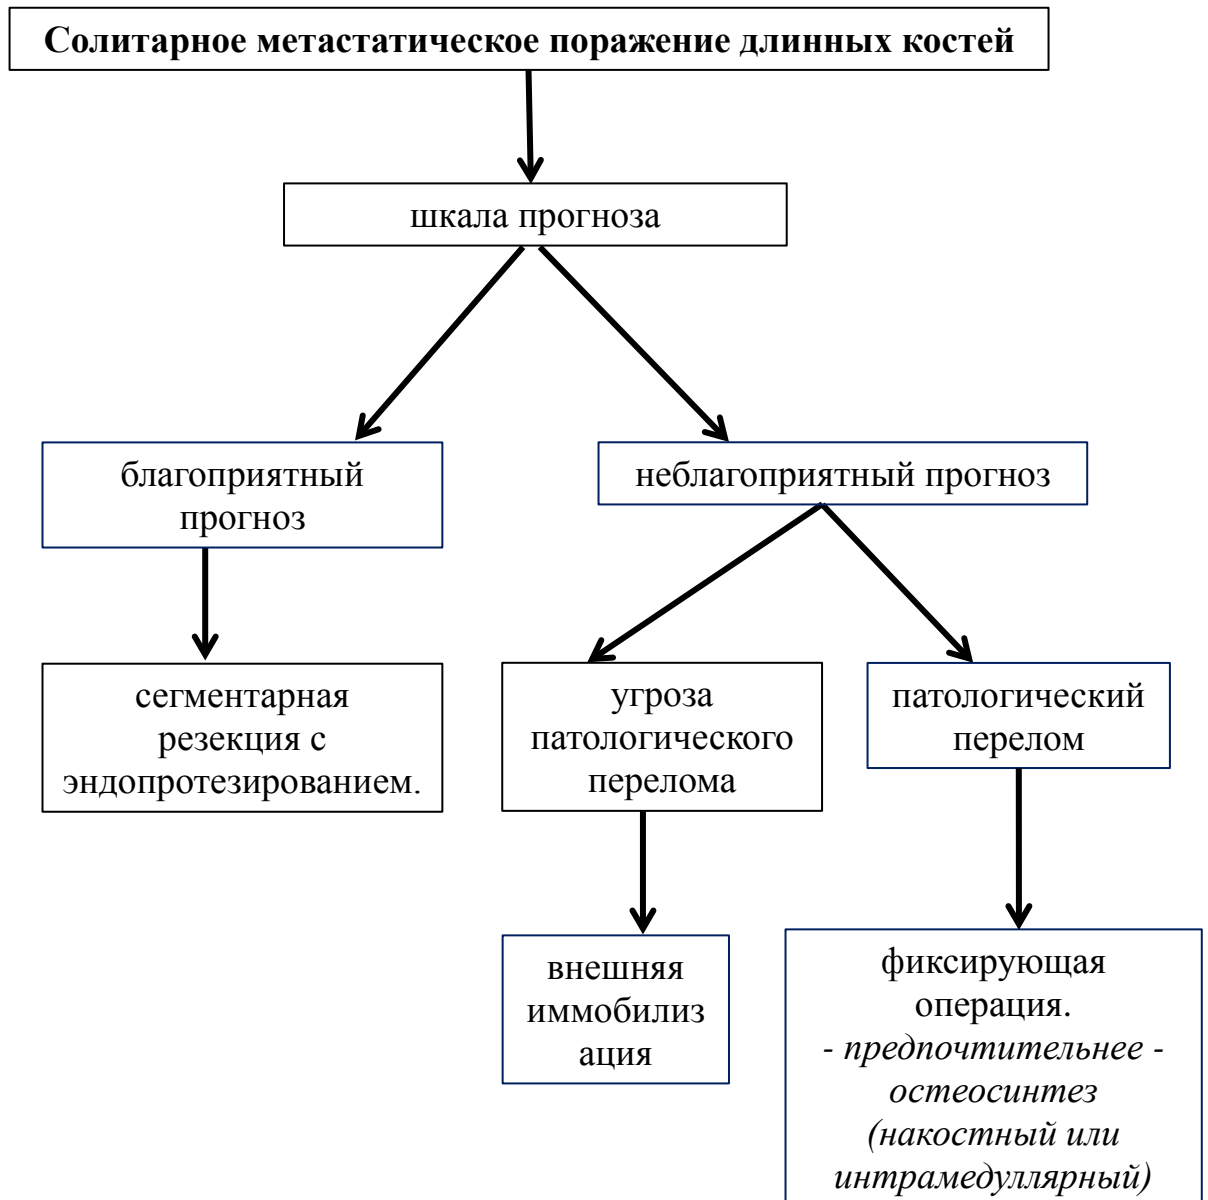 Солитарное метастатическое поражение длинных костей
шкала прогноза
благоприятный
прогноз
неблагоприятный прогноз
сегментарная
резекция с
эндопротезированием.
угроза
патологического
перелома
патологический
перелом
внешняя
иммобилиз
ация
фиксирующая
операция.
- предпочтительнее -
остеосинтез
(накостный или
интрамедуллярный)